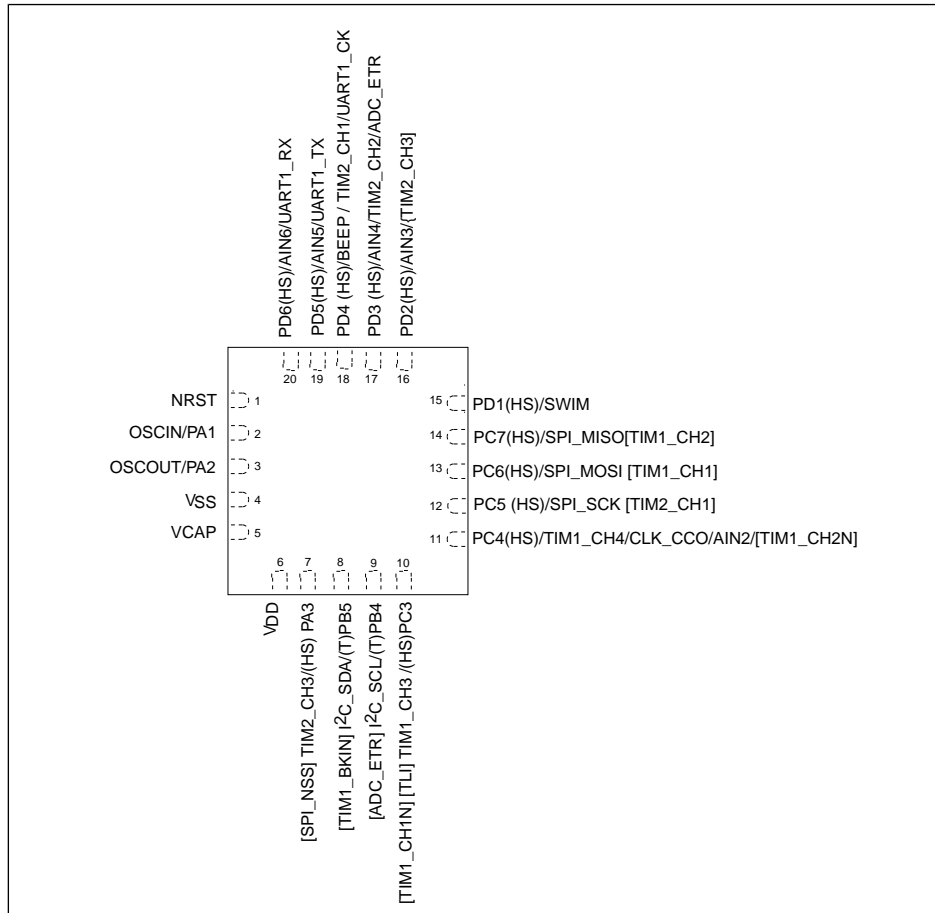 PD6(HS)/AIN6/UART1_RX
PD5(HS)/AIN5/UART1_TX
PD4 (HS)/BEEP / TIM2_CH1/UART1_CK
PD3 (HS)/AIN4/TIM2_CH2/ADC_ETR
PD2(HS)/AIN3/{TIM2_CH3]
20
19
18
17
16
NRST
1
OSCIN/PA1
2
OSCOUT/PA2
3
VSS
4
VCAP
5
15
PD1(HS)/SWIM
14
PC7(HS)/SPI_MISO[TIM1_CH2]
13
PC6(HS)/SPI_MOSI [TIM1_CH1]
12
PC5 (HS)/SPI_SCK [TIM2_CH1]
11
PC4(HS)/TIM1_CH4/CLK_CCO/AIN2/[TIM1_CH2N]
6
7
8
9
10
VDD
[SPI_NSS] TIM2_CH3/(HS) PA3
[TIM1_BKIN] I²C_SDA/(T)PB5
[ADC_ETR] I²C_SCL/(T)PB4
[TIM1_CH1N] [TLI] TIM1_CH3 /(HS)PC3